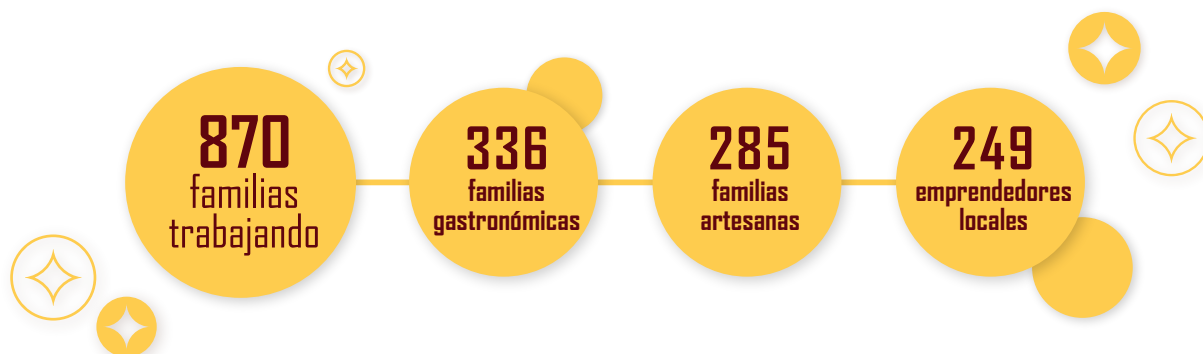 870
familias
trabajando
336
familias
gastronómicas
285
familias
artesanas
249
emprendedores
locales